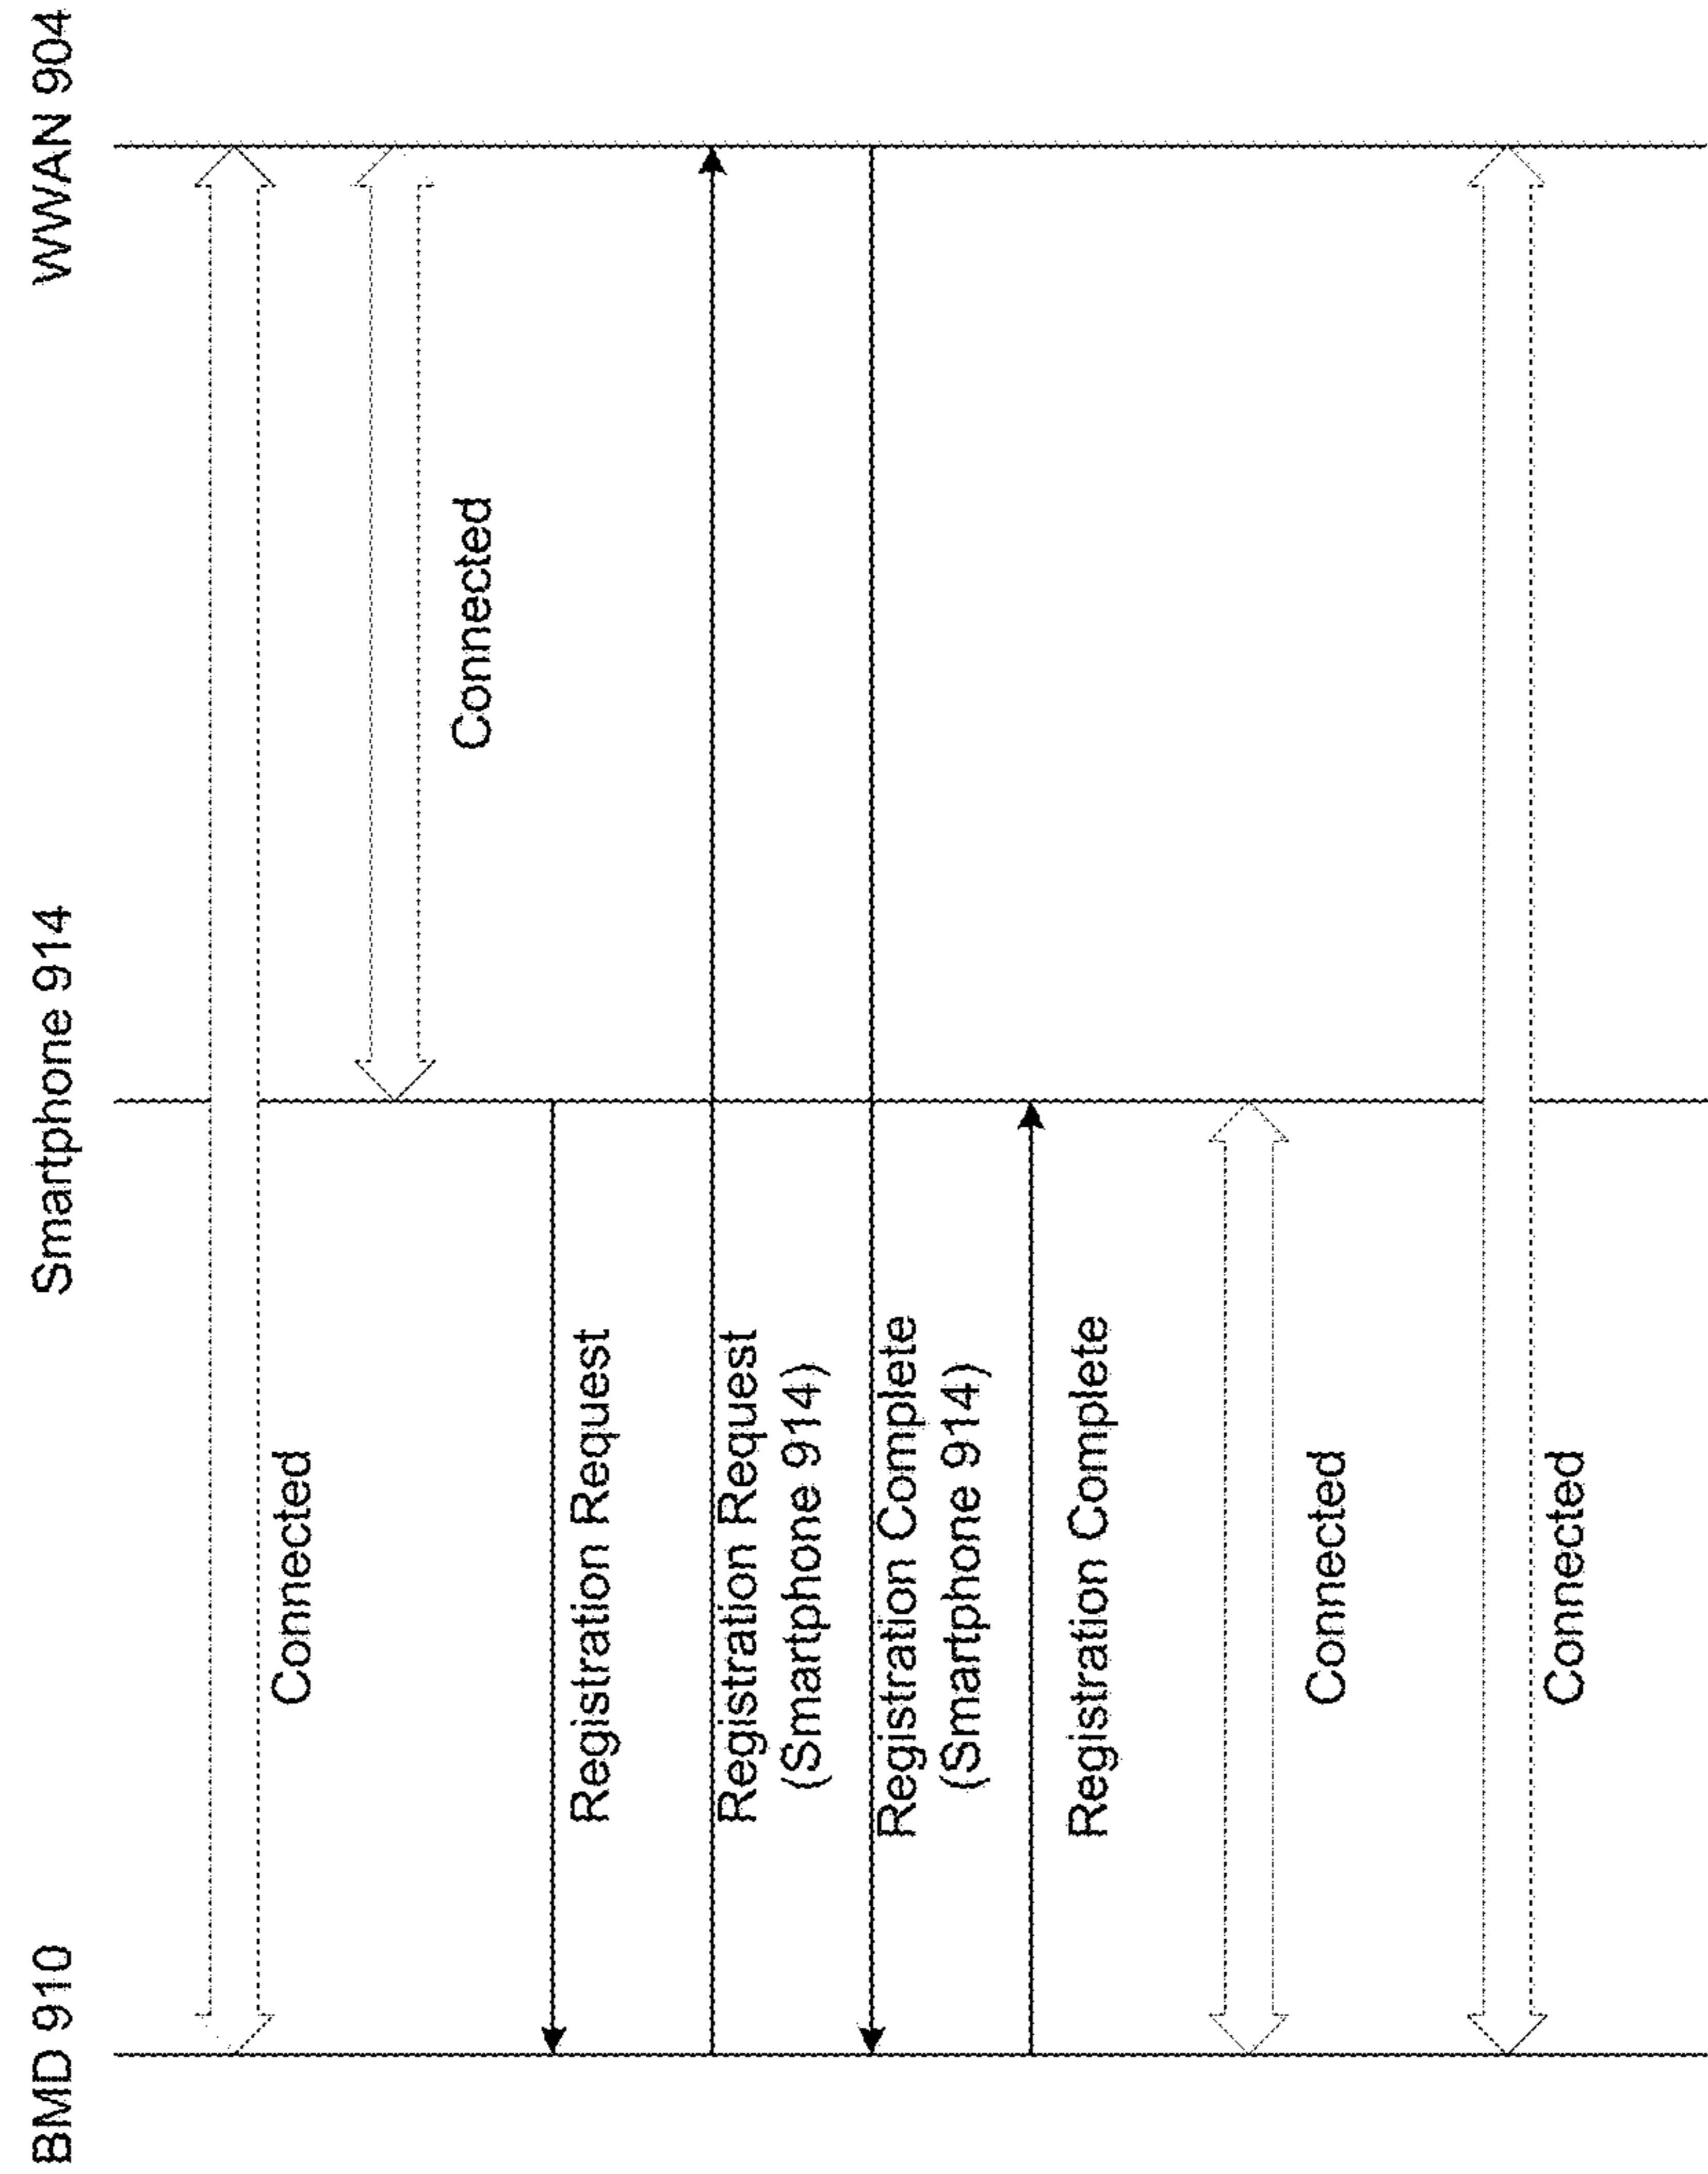 BMD 910
Smartphone 914
WWAN 904
Connected
Connected
Registration Request
Registration Request
(Smartphone 914)
Registration Complete
(Smartphone 914)
Registration Complete
Connected
Connected